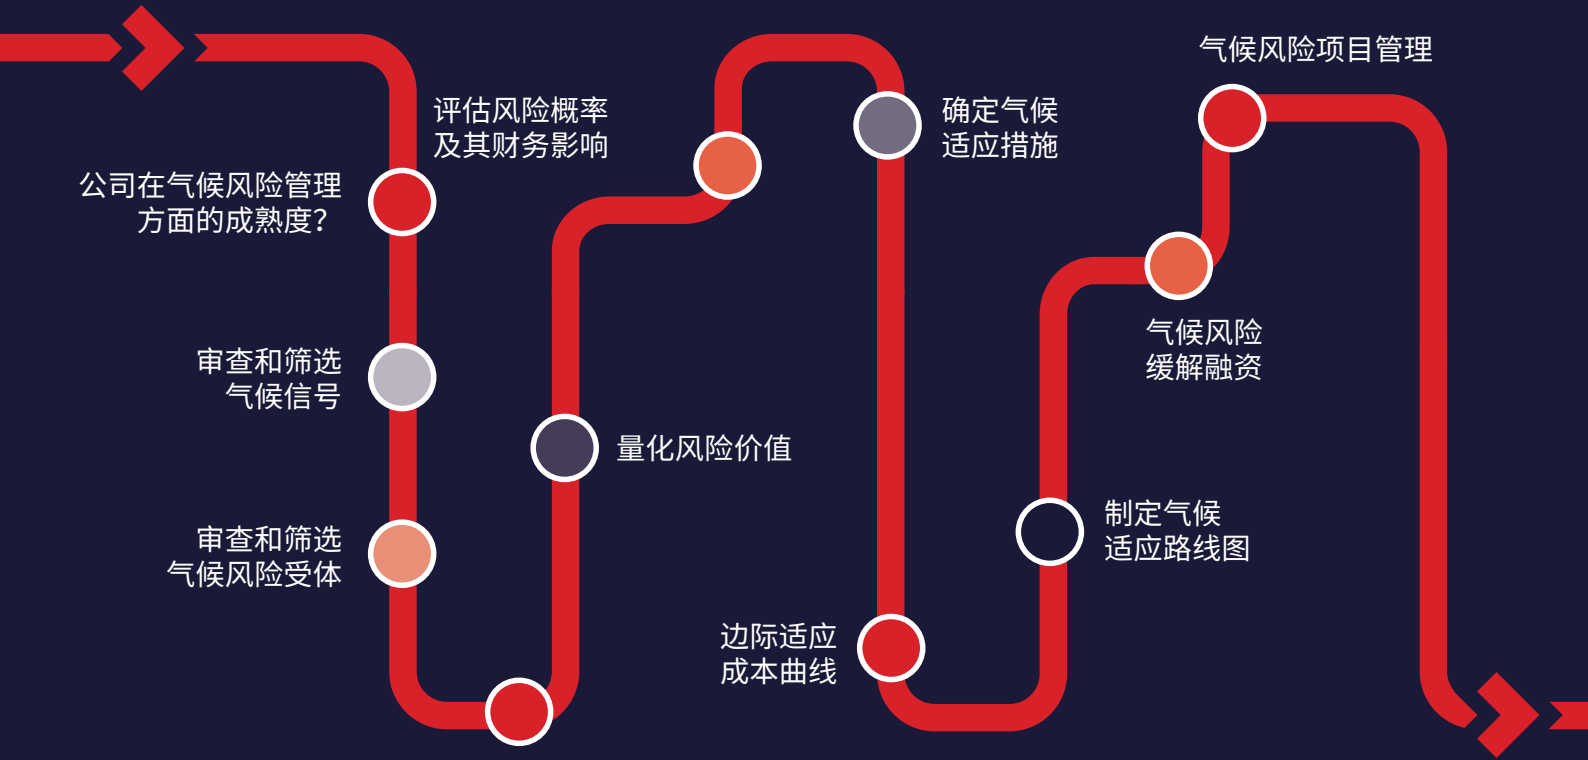 公司在气候风险管理
方面的成熟度？
审查和筛选
气候信号
审查和筛选
气候风险受体
量化风险价值
评估风险概率
及其财务影响
确定气候
适应措施
边际适应
成本曲线
制定气候
适应路线图
气候风险
缓解融资
气候风险项目管理